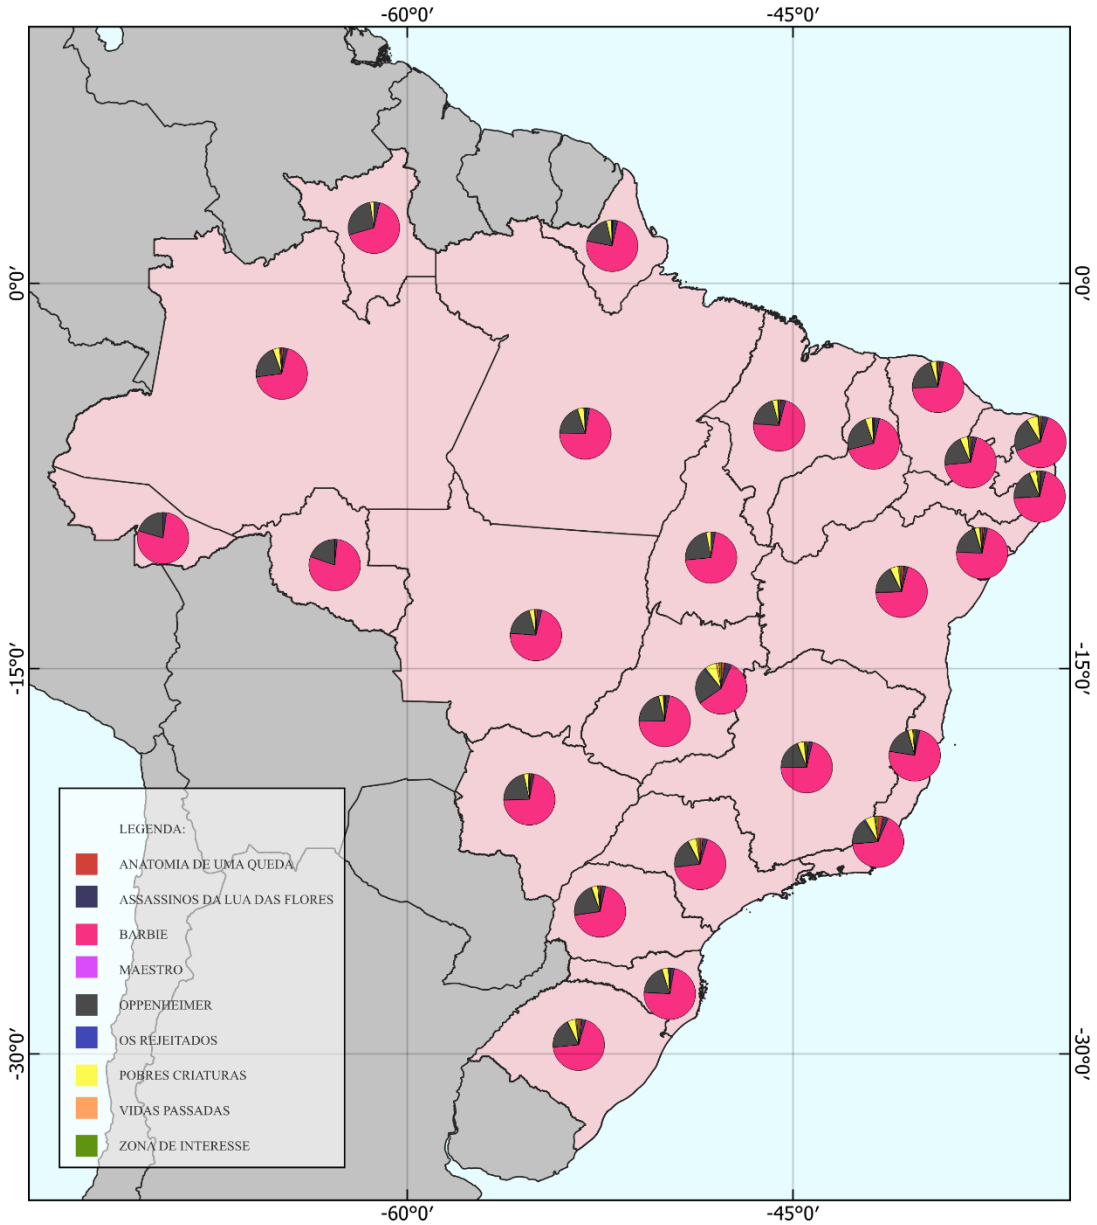 -60°0′
-45°0′
0°0′
0°0′
-15°0′
-15°0′
LEGENDA:
ANATOMIA DE UMA QUEDA
ASSASSINOS DA LUA DAS FLORES
BARBIE
MAESTRO
OPPENHEIMER
OS REJEITADOS
POBRES CRIATURAS
VIDAS PASSADAS
ZONA DE INTERESSE
-30°0′
-30°0′
-60°0′
-45°0′